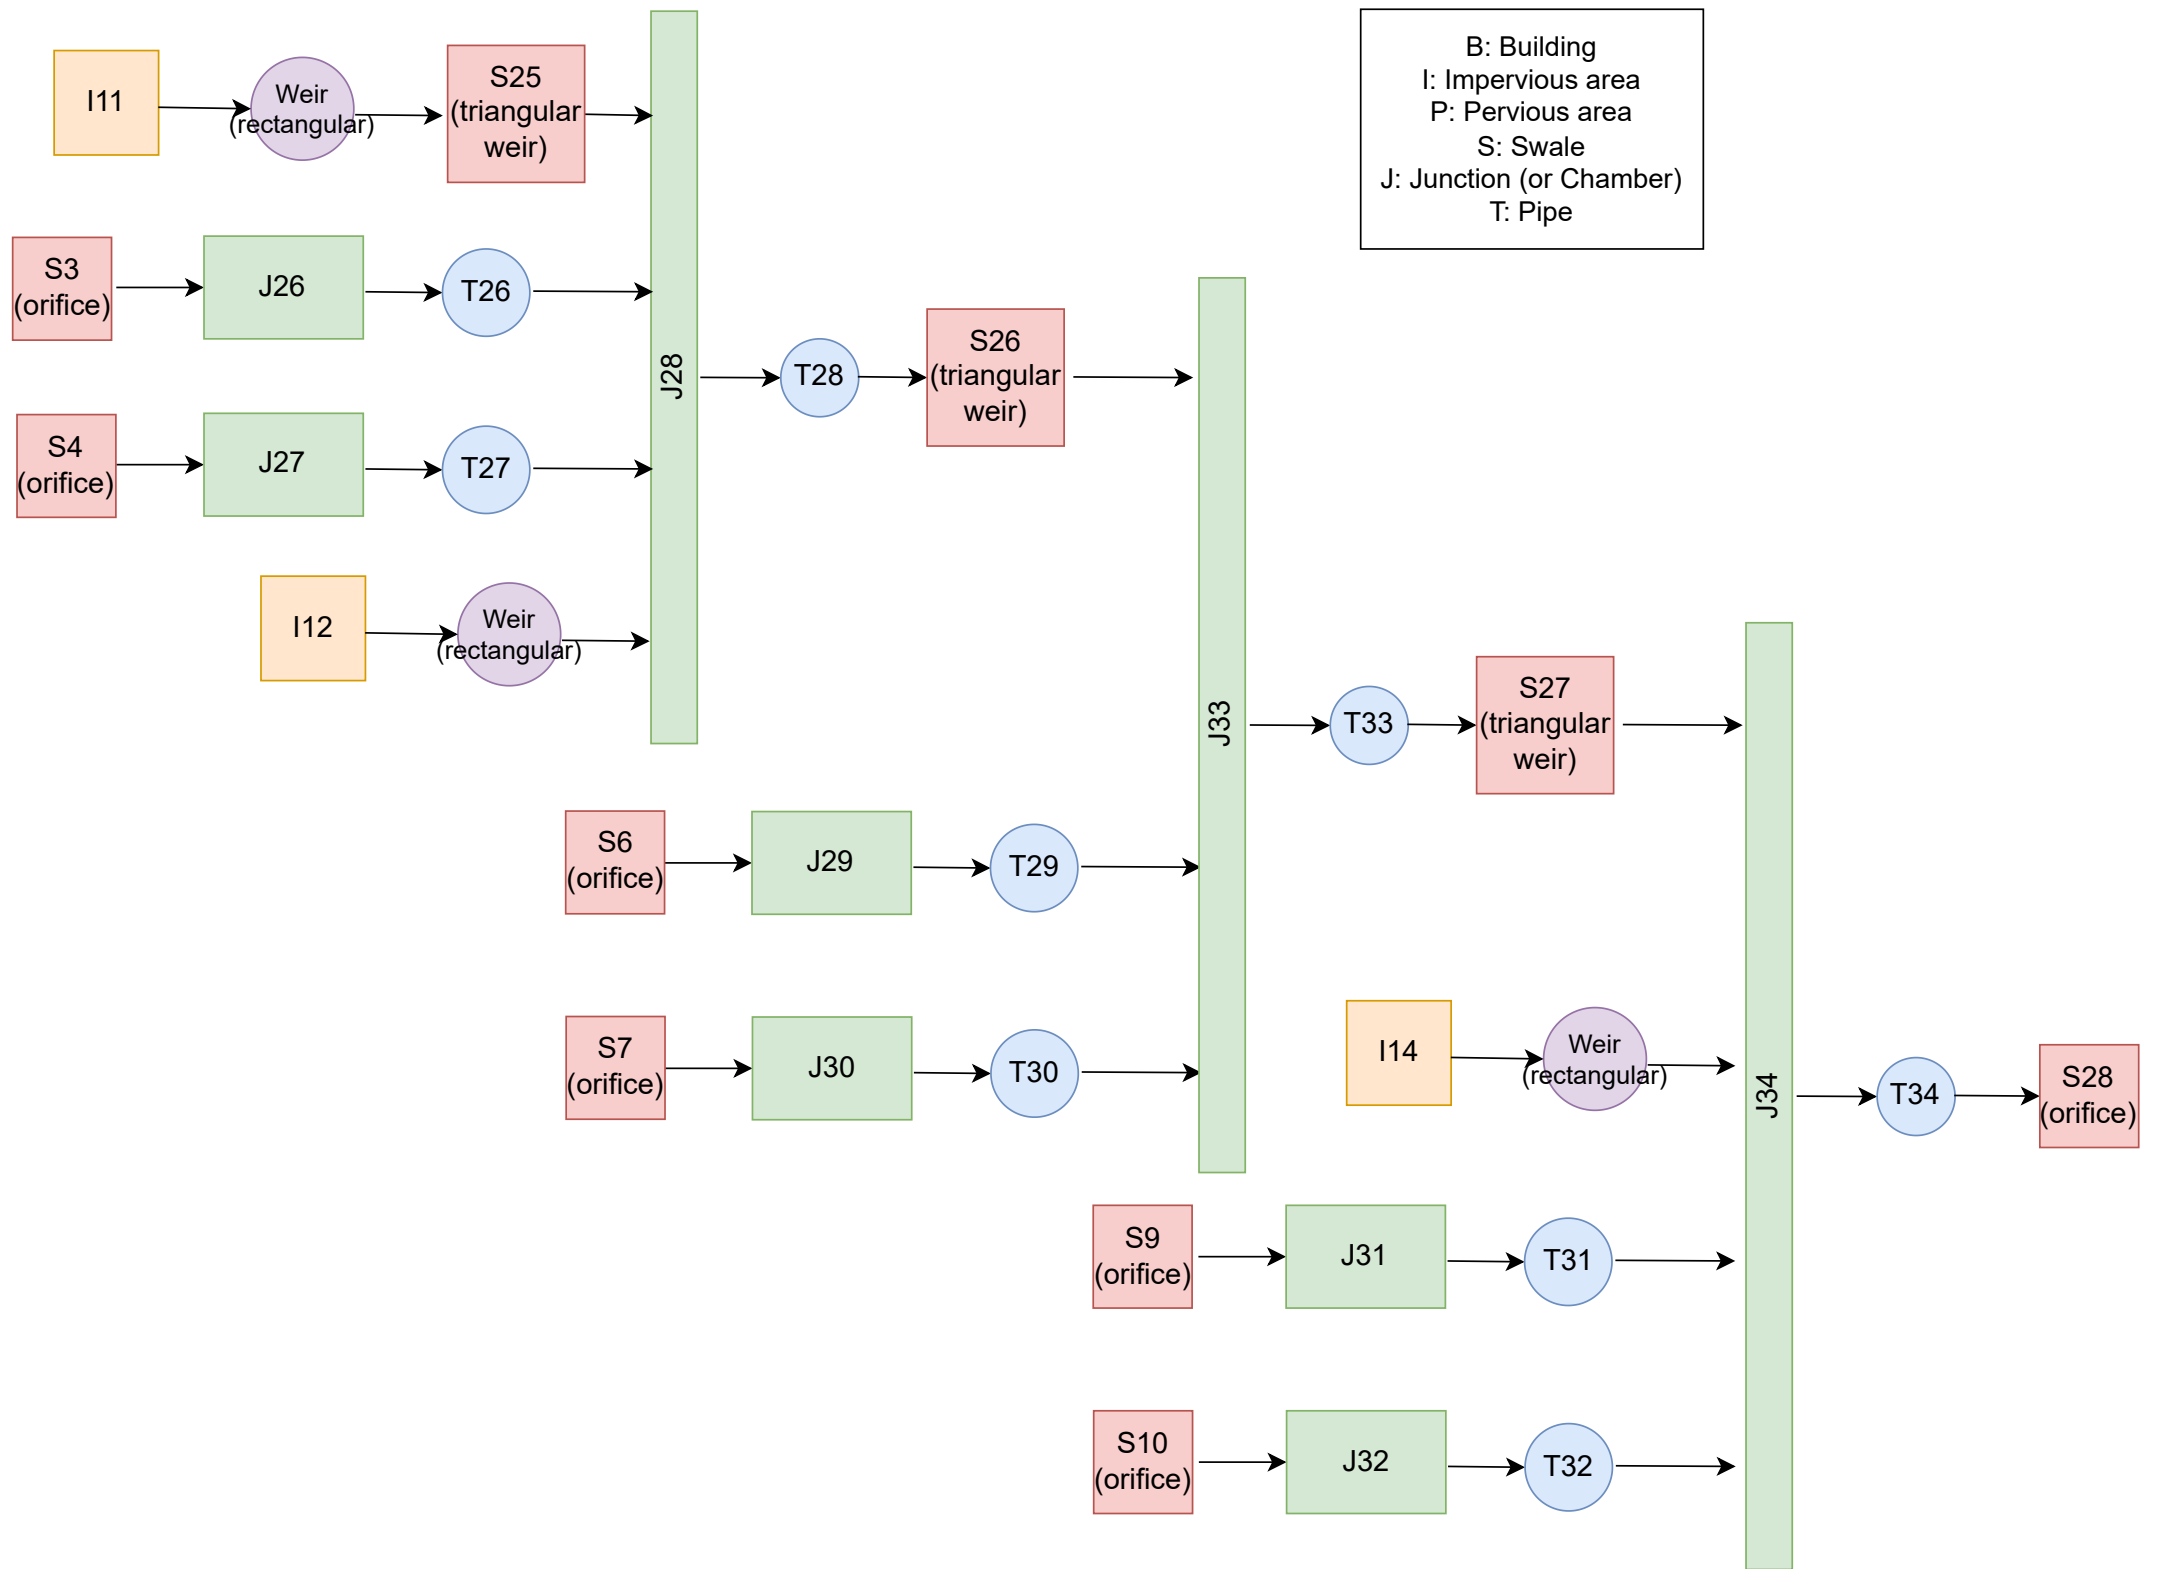 B: Building
I: Impervious area
P: Pervious area
S: Swale
J: Junction (or Chamber)
T: Pipe
I11
Weir
(rectangular)
S25
(triangular
weir)
S3
(orifice)
J26
T26
S4
(orifice)
J27
T27
I12
Weir
(rectangular)
J28
T28
S26
(triangular
weir)
S6
(orifice)
J29
T29
S7
(orifice)
J30
T30
J33
T33
S27
(triangular
weir)
I14
Weir
(rectangular)
S9
(orifice)
J31
T31
S10
(orifice)
J32
T32
J34
T34
S28
(orifice)